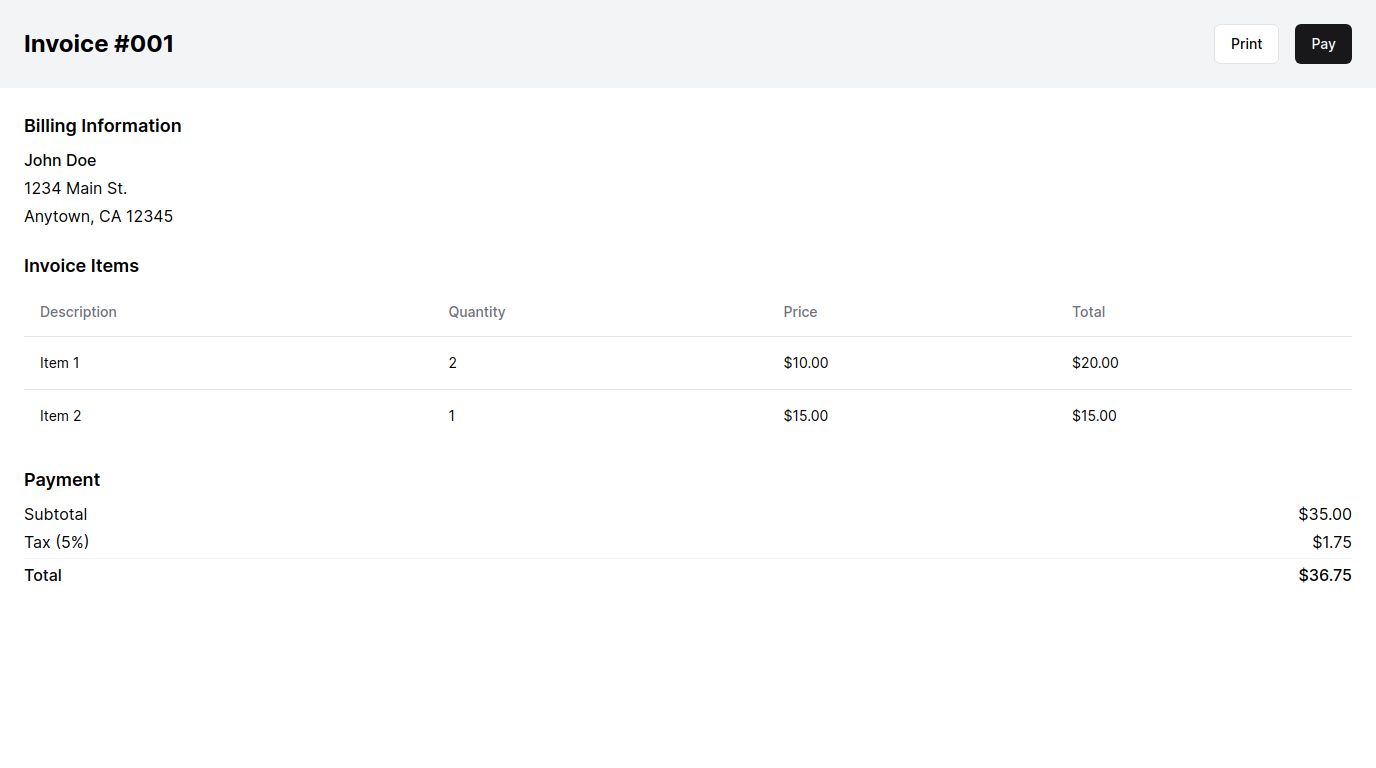 Invoice #001 Print Pay
Billing Information
John Doe
1234 Main St.
Anytown, CA 12345
Invoice Items
Description Quantity Price Total
Item 1 2 $10.00 $20.00
Item 2 1 $15.00 $15.00
Payment
Subtotal $35.00
Tax (5%) $1.75
Total $36.75